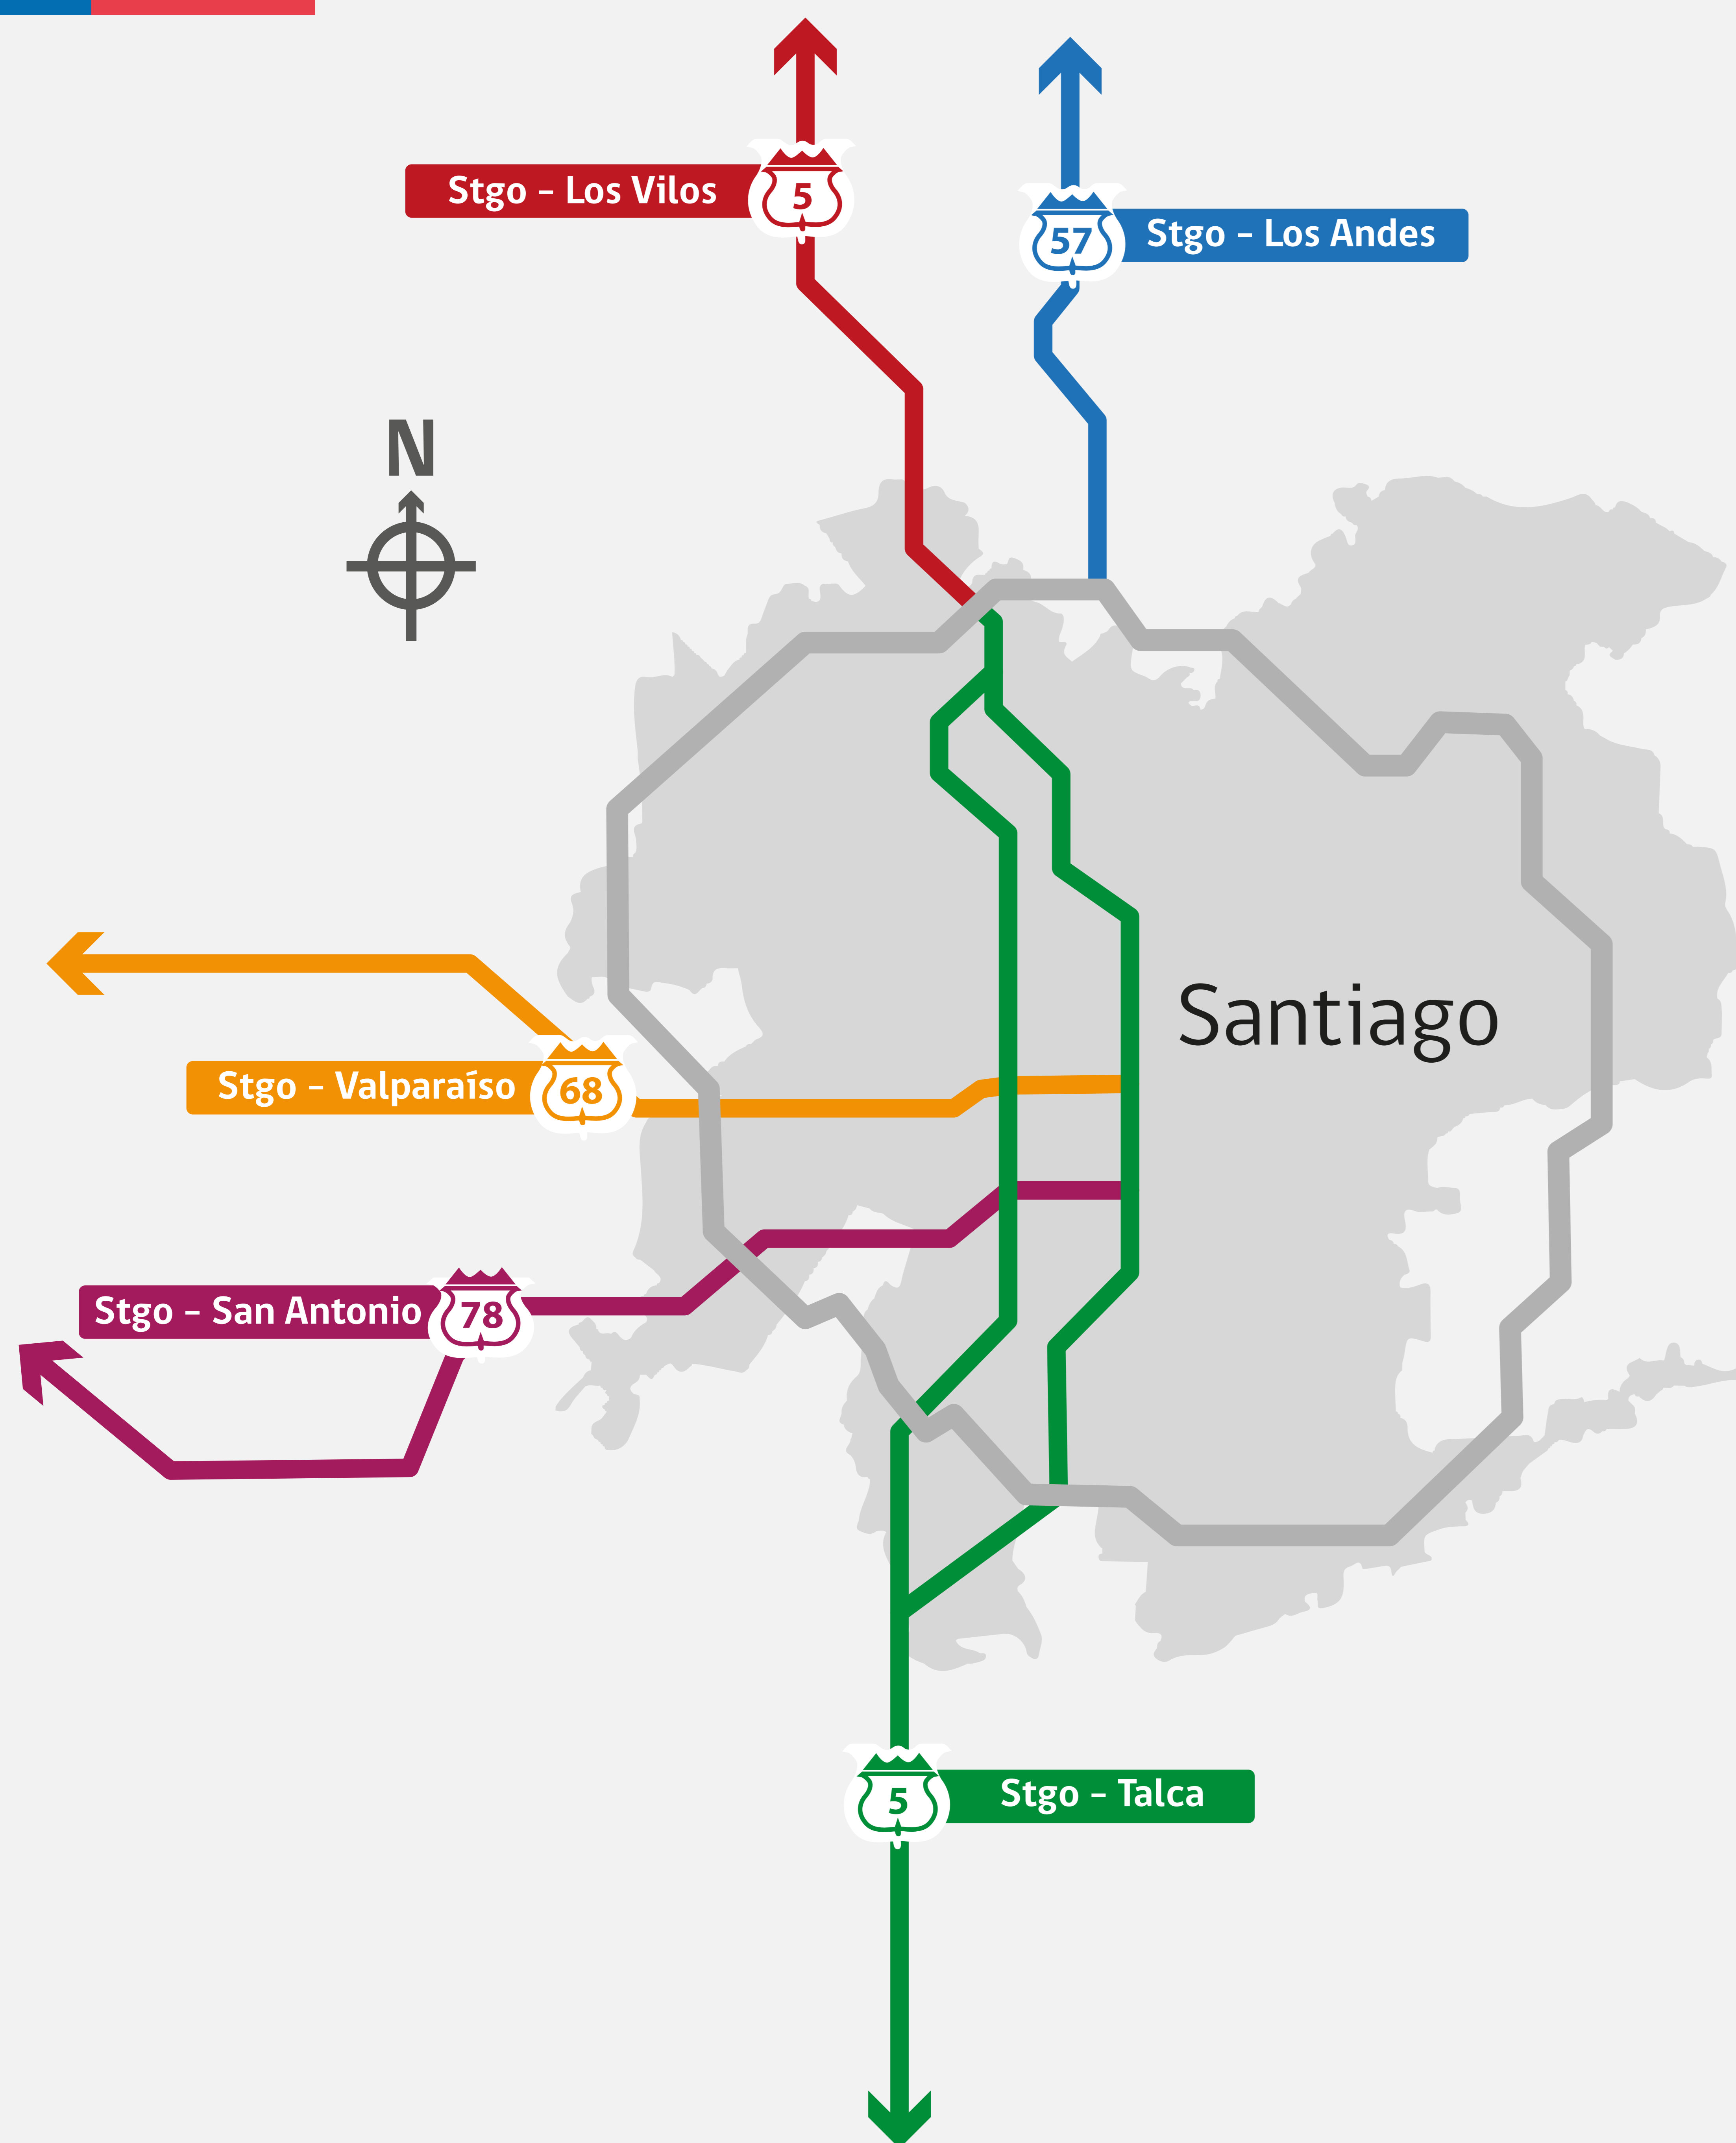 Stgo – Los Vilos
5
57
Stgo – Los Andes
N
Santiago
Stgo – Valparaíso
68
Stgo – San Antonio
78
5
Stgo – Talca